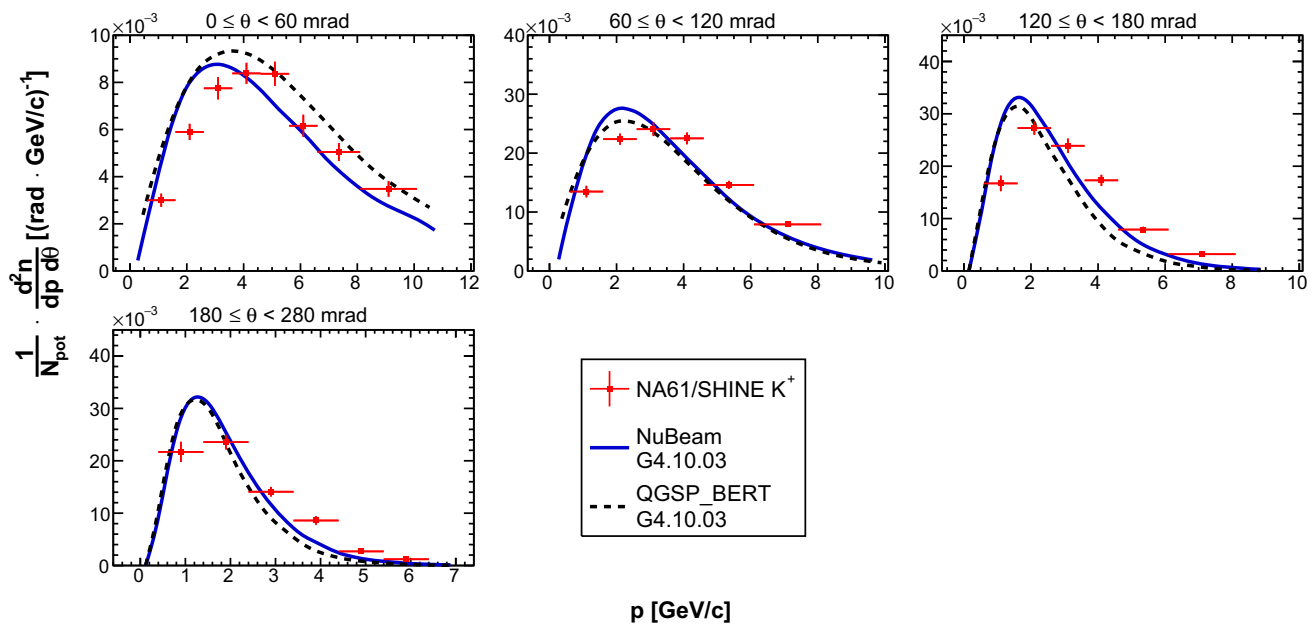 0 ≤ θ < 60 mrad
60 ≤ θ < 120 mrad
120 ≤ θ < 180 mrad
×10⁻³
×10⁻³
×10⁻³
10
8
6
4
2
0
0 2 4 6 8 10
40
30
20
10
0
0 2 4 6 8 10
40
30
20
10
0
0 2 4 6 8 10
1/N_pot · d²n/dp dθ [(rad · GeV/c)⁻¹]
180 ≤ θ < 280 mrad
×10⁻³
40
30
20
10
0
0 1 2 3 4 5 6 7
NA61/SHINE K⁺
NuBeam
G4.10.03
QGSP_BERT
G4.10.03
p [GeV/c]